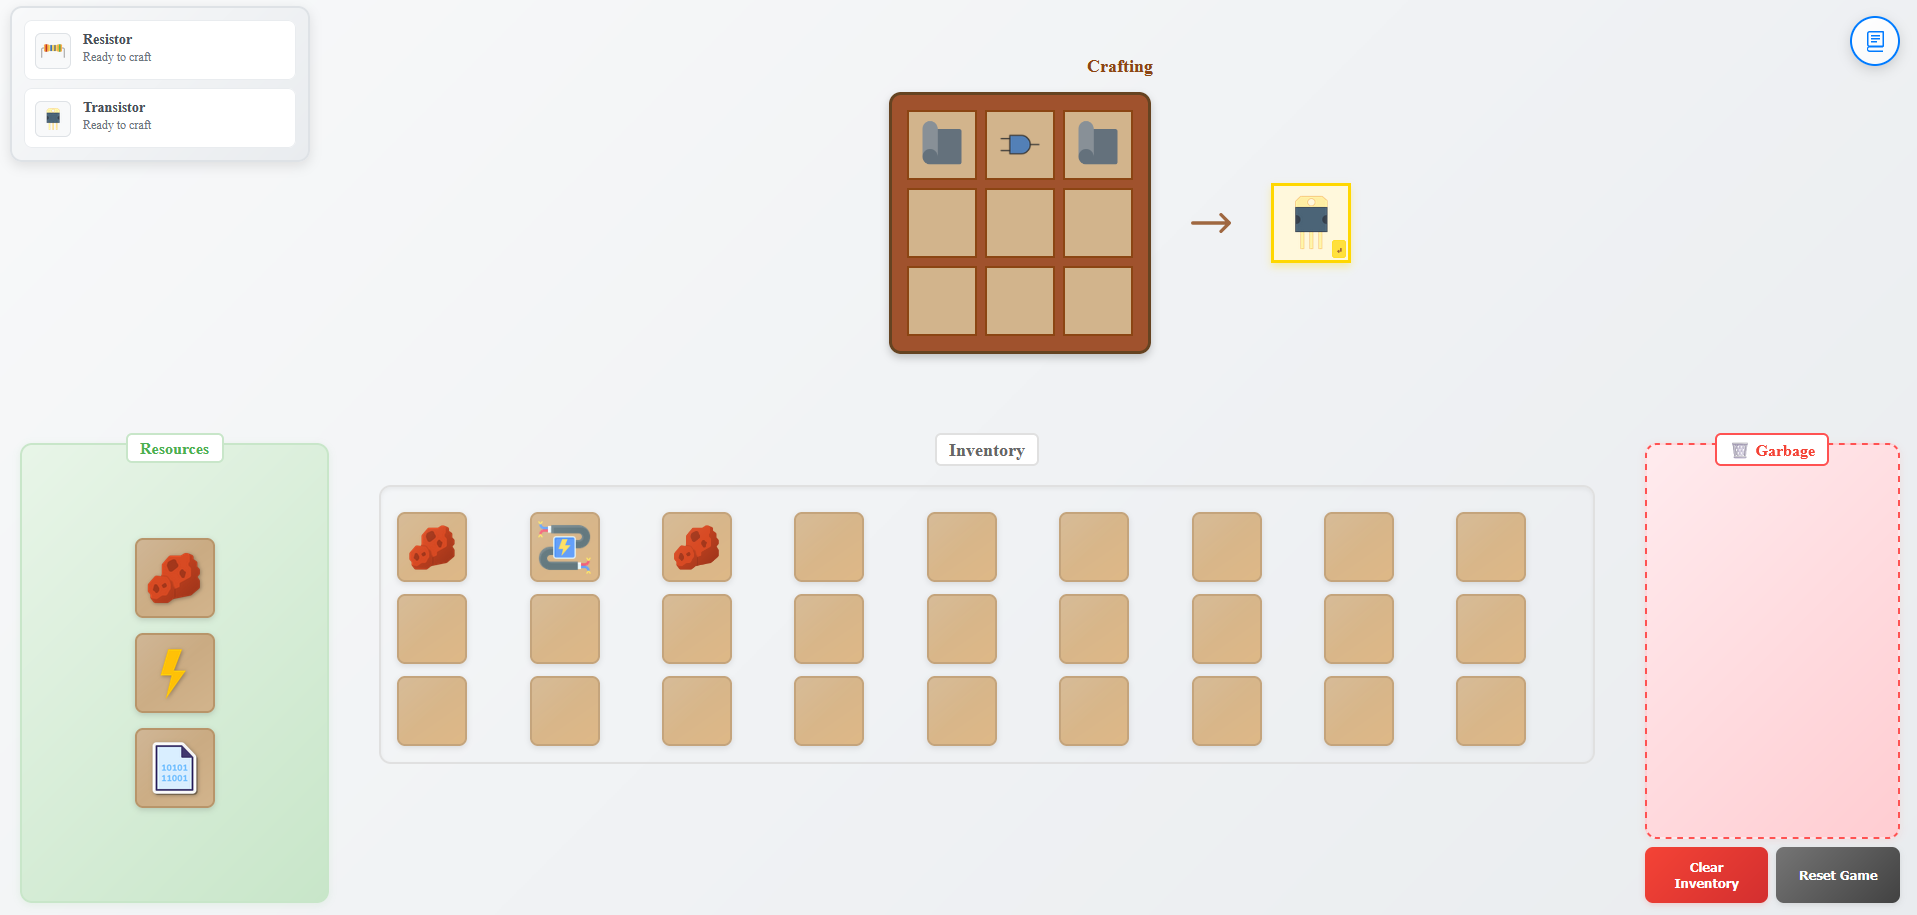 Resistor
Ready to craft
Transistor
Ready to craft
Crafting
Resources
Inventory
Garbage
10101
11001
Clear
Inventory
Reset Game